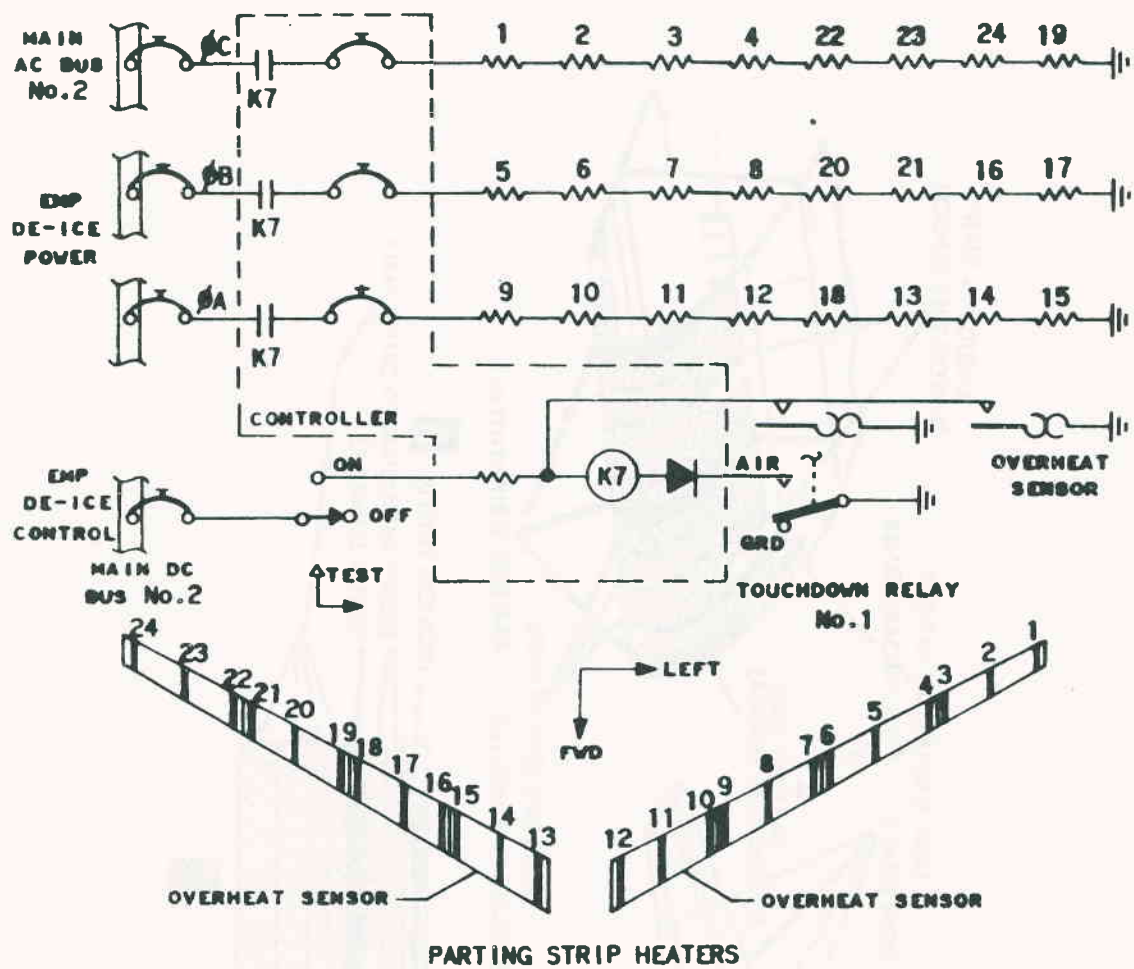 MAIN
AC BUS
No.2
ØC
K7
1 2 3 4 22 23 24 19
EMP
DE-ICE
POWER
ØB
K7
5 6 7 8 20 21 16 17
ØA
K7
9 10 11 12 18 13 14 15
CONTROLLER
EMP
DE-ICE
CONTROL
ON
OFF
K7
AIR
GRD
OVERHEAT
SENSOR
MAIN DC
BUS No.2
TEST
TOUCHDOWN RELAY
No.1
24 23 22 21 20 19 18 17 16 15 14 13
LEFT
FWD
1 2 3 4 5 6 7 8 9 10 11 12
OVERHEAT SENSOR
OVERHEAT SENSOR
PARTING STRIP HEATERS